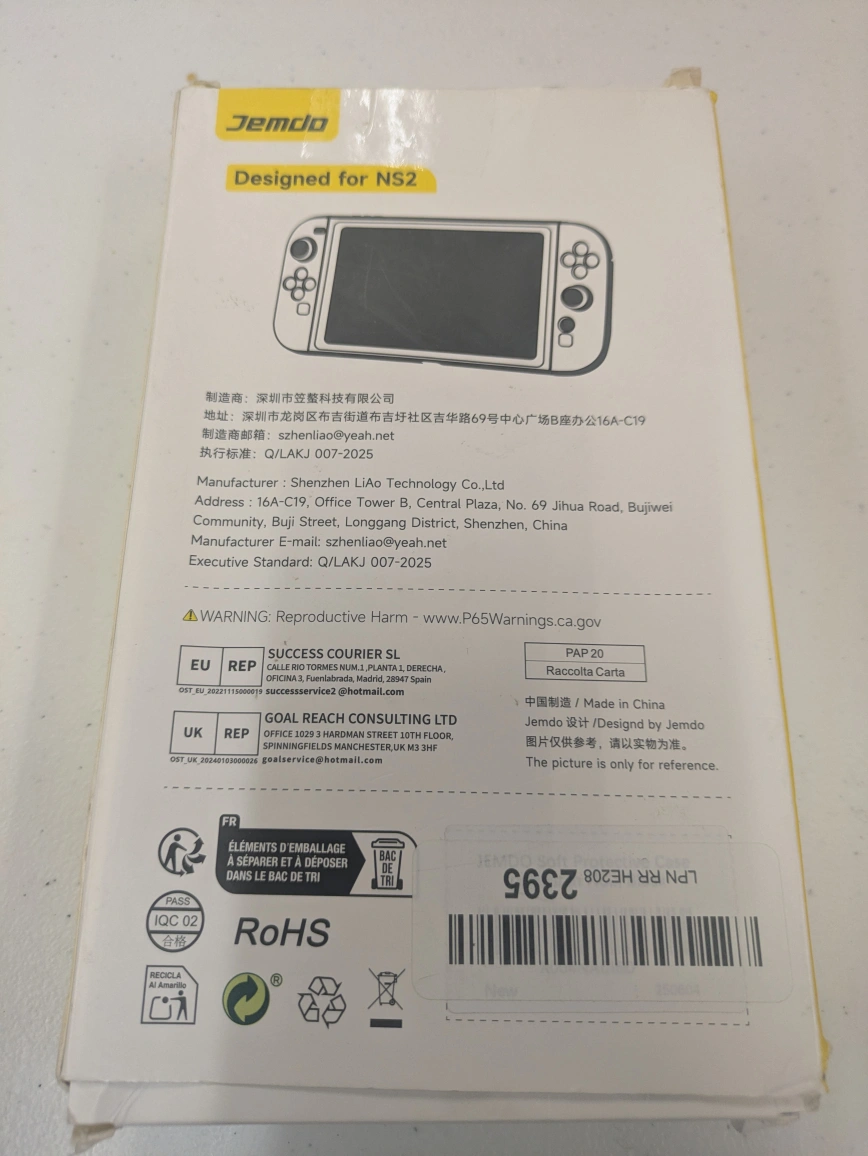 Jemdo
Designed for NS2
制造商：深圳市笠螯科技有限公司
地址：深圳市龙岗区布吉街道布吉圩社区吉华路69号中心广场B座办公16A-C19
制造商邮箱：szhenliao@yeah.net
执行标准：Q/LAKJ 007-2025
Manufacturer : Shenzhen LiAo Technology Co.,Ltd
Address : 16A-C19, Office Tower B, Central Plaza, No. 69 Jihua Road, Bujiwei
Community, Buji Street, Longgang District, Shenzhen, China
Manufacturer E-mail: szhenliao@yeah.net
Executive Standard: Q/LAKJ 007-2025
WARNING: Reproductive Harm - www.P65Warnings.ca.gov
EU REP
SUCCESS COURIER SL
CALLE RIO TORMES NUM.1 ,PLANTA 1, DERECHA,
OFICINA 3, Fuenlabrada, Madrid, 28947 Spain
OST_EU_20221115000019 successservice2 @hotmail.com
UK REP
GOAL REACH CONSULTING LTD
OFFICE 1029 3 HARDMAN STREET 10TH FLOOR,
SPINNINGFIELDS MANCHESTER,UK M3 3HF
OST_UK_20240103000026 goalservice@hotmail.com
PAP 20
Raccolta Carta
中国制造 / Made in China
Jemdo 设计 /Designd by Jemdo
图片仅供参考，请以实物为准。
The picture is only for reference.
FR
ÉLÉMENTS D'EMBALLAGE
À SÉPARER ET À DÉPOSER
DANS LE BAC DE TRI
BAC
DE
TRI
PASS
IQC 02
合格
RoHS
RECICLA
Al Amarillo
®
JEMDO Soft Protective Case
LPN RR HE208 2395
New